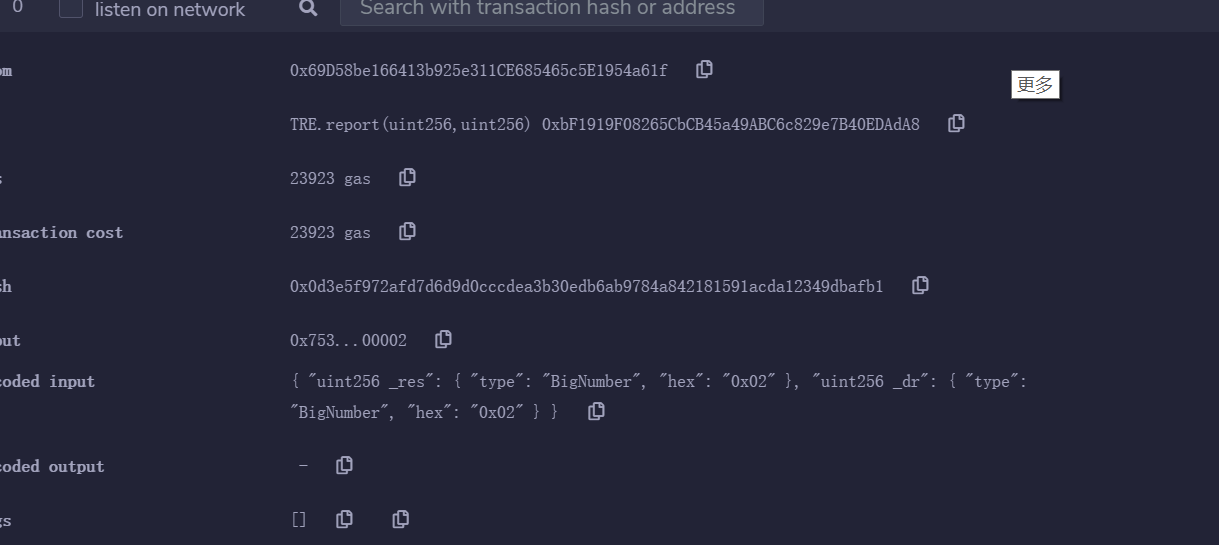 0 listen on network Search with transaction hash or address
om 0x69D58be166413b925e311CE685465c5E1954a61f
更多
TRE.report(uint256,uint256) 0xbF1919F08265CbCB45a49ABC6c829e7B40EDAdA8
s 23923 gas
ansaction cost 23923 gas
sh 0x0d3e5f972afd7d6d9d0cccdea3b30edb6ab9784a842181591acda12349dbafb1
out 0x753...00002
coded input { "uint256 _res": { "type": "BigNumber", "hex": "0x02" }, "uint256 _dr": { "type":
"BigNumber", "hex": "0x02" } }
coded output -
gs []